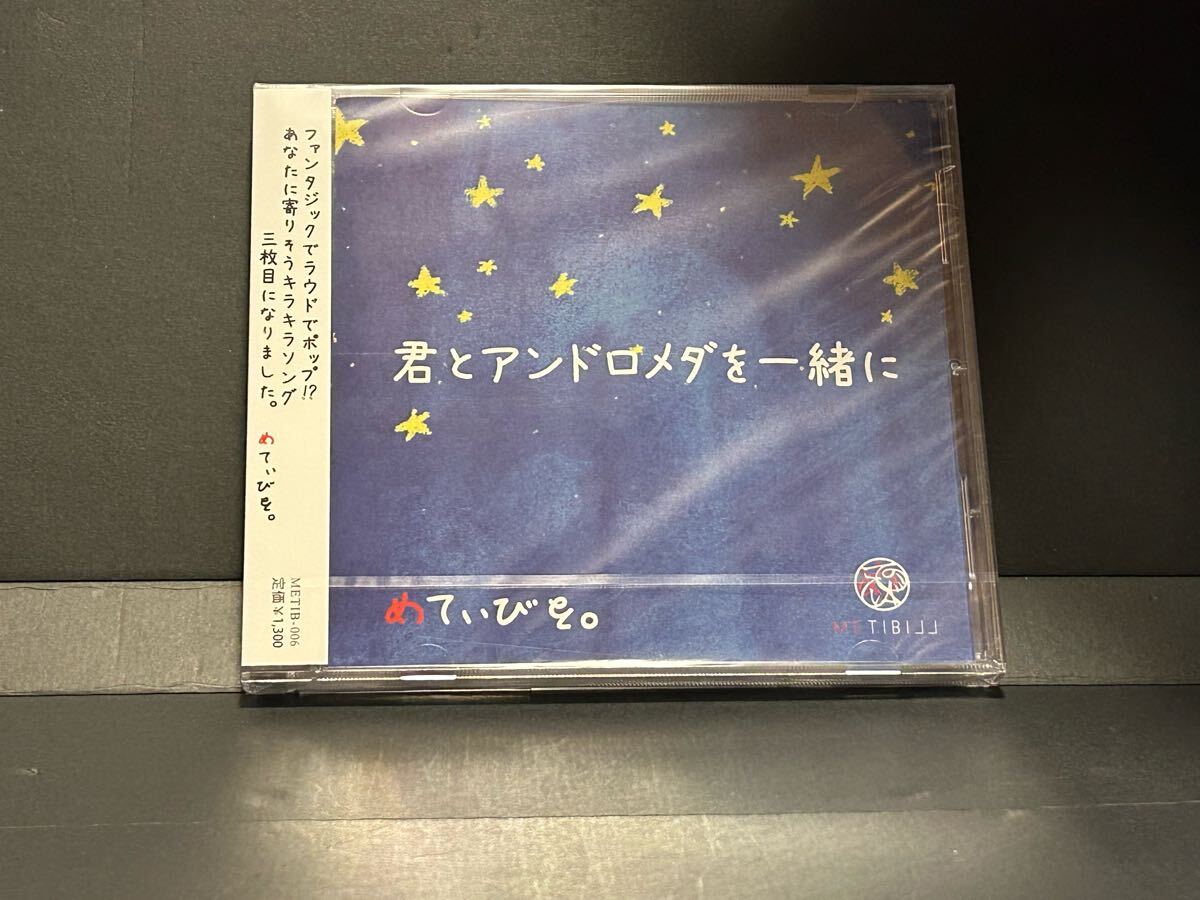 ファンタジックでラウドでポップ!?
あなたに寄りそうキラキラソング
三枚目になりました。
めてぃび を。
METIB-006
定価￥1,300
君とアンドロメダを一緒に
めてぃび を。
METIBILL